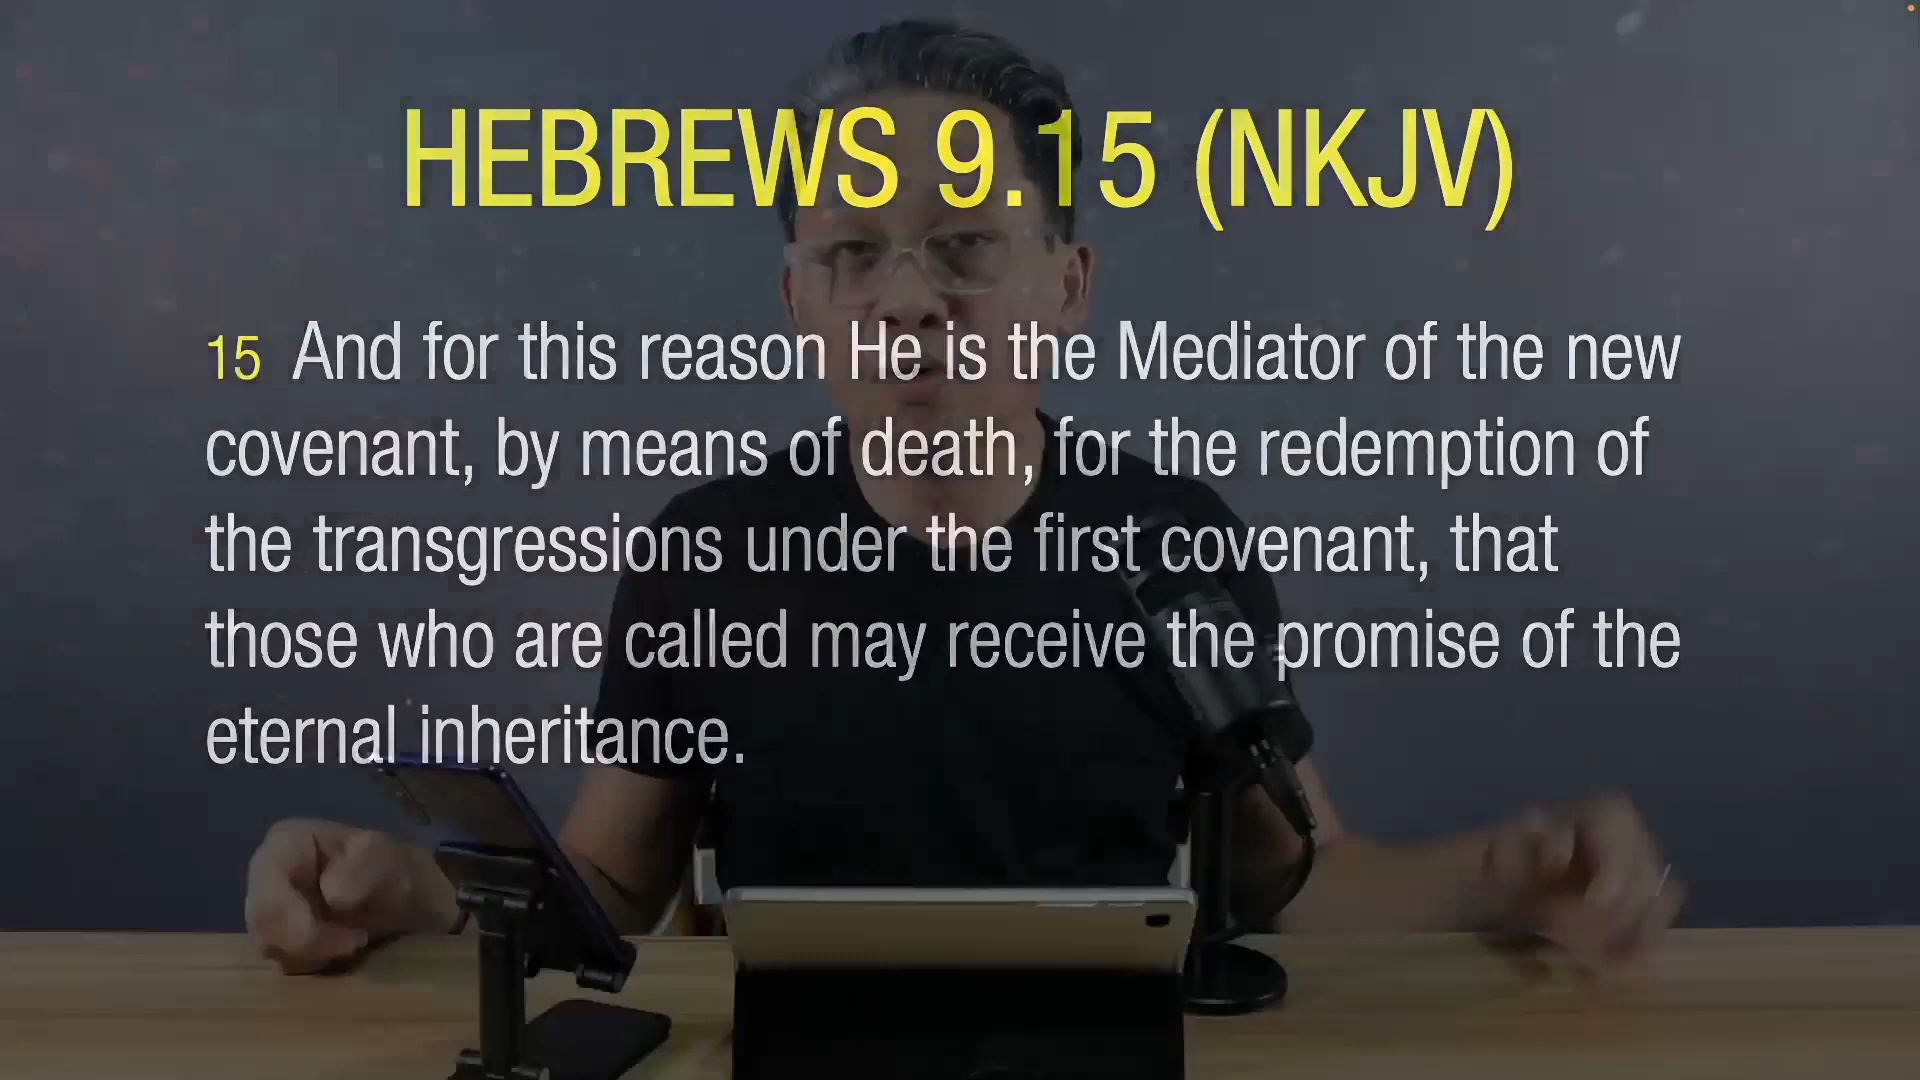 HEBREWS 9.15 (NKJV)
15 And for this reason He is the Mediator of the new
covenant, by means of death, for the redemption of
the transgressions under the first covenant, that
those who are called may receive the promise of the
eternal inheritance.